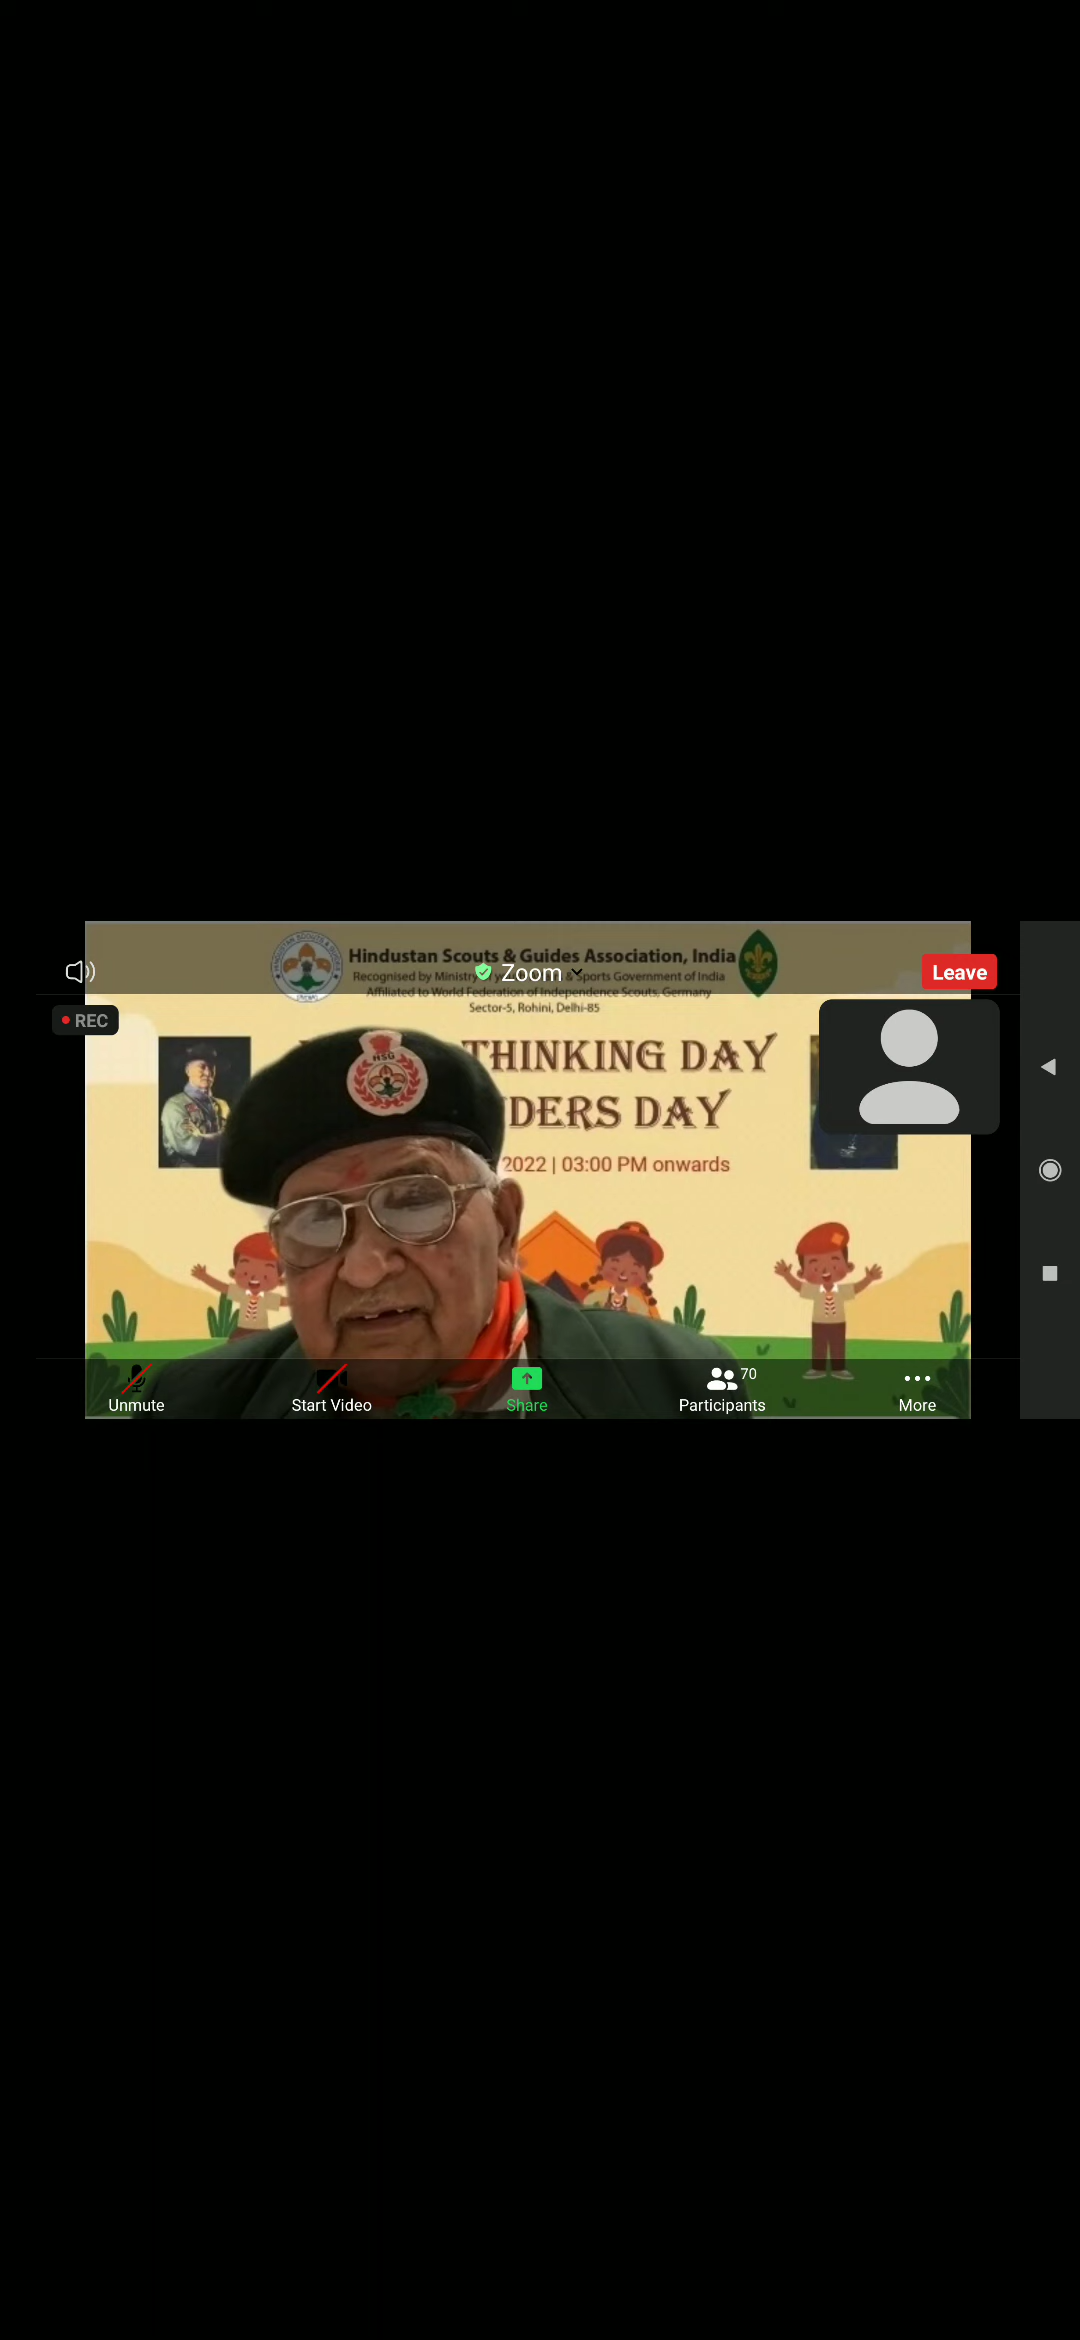 Hindustan Scouts & Guides Association, India
Recognised by Ministry & Sports Government of India
Zoom
Leave
Affiliated to World Federation of Independence Scouts, Germany
Sector-5, Rohini, Delhi-85
REC
HSG
THINKING DAY
NDERS DAY
2022 | 03:00 PM onwards
70
Unmute
Start Video
Share
Participants
More